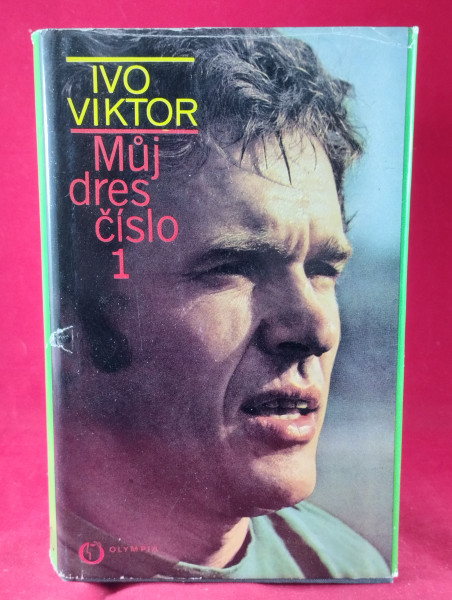 IVO
VIKTOR
Můj
dres
číslo
1
OLYMPIA